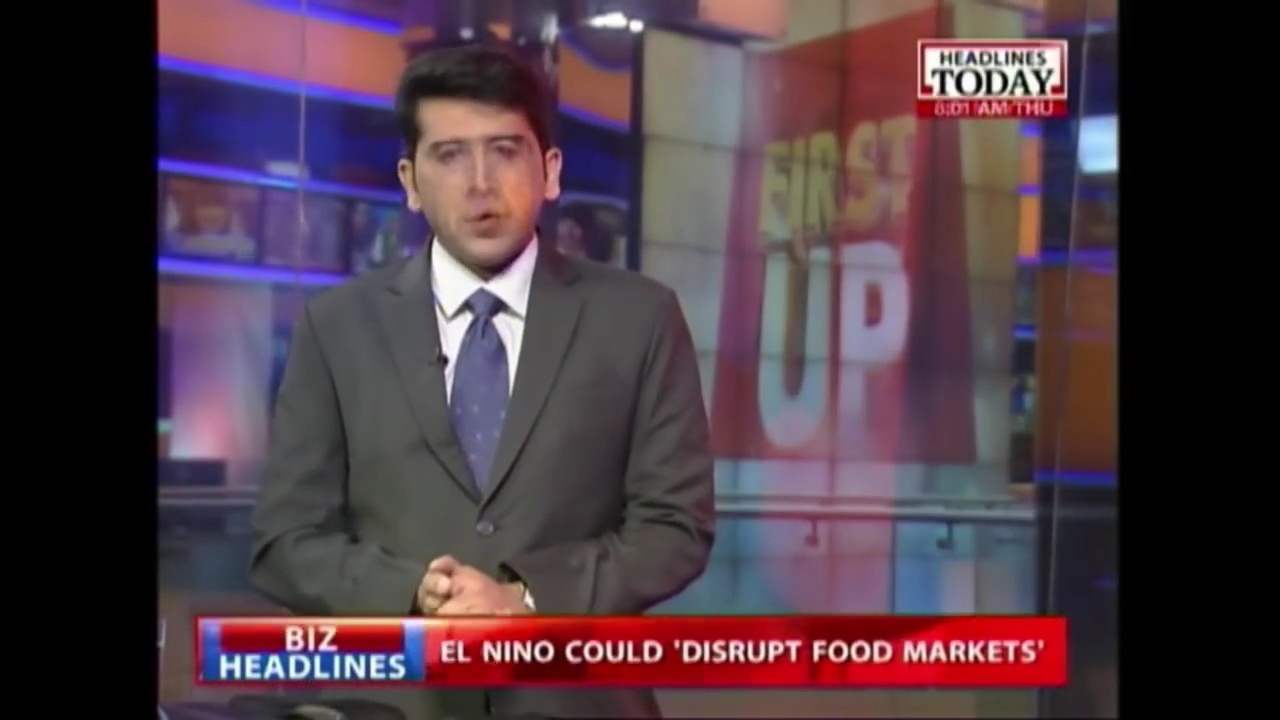 HEADLINES
TODAY
8:01 AM THU
FIRST
UP
BIZ
HEADLINES
EL NINO COULD 'DISRUPT FOOD MARKETS'